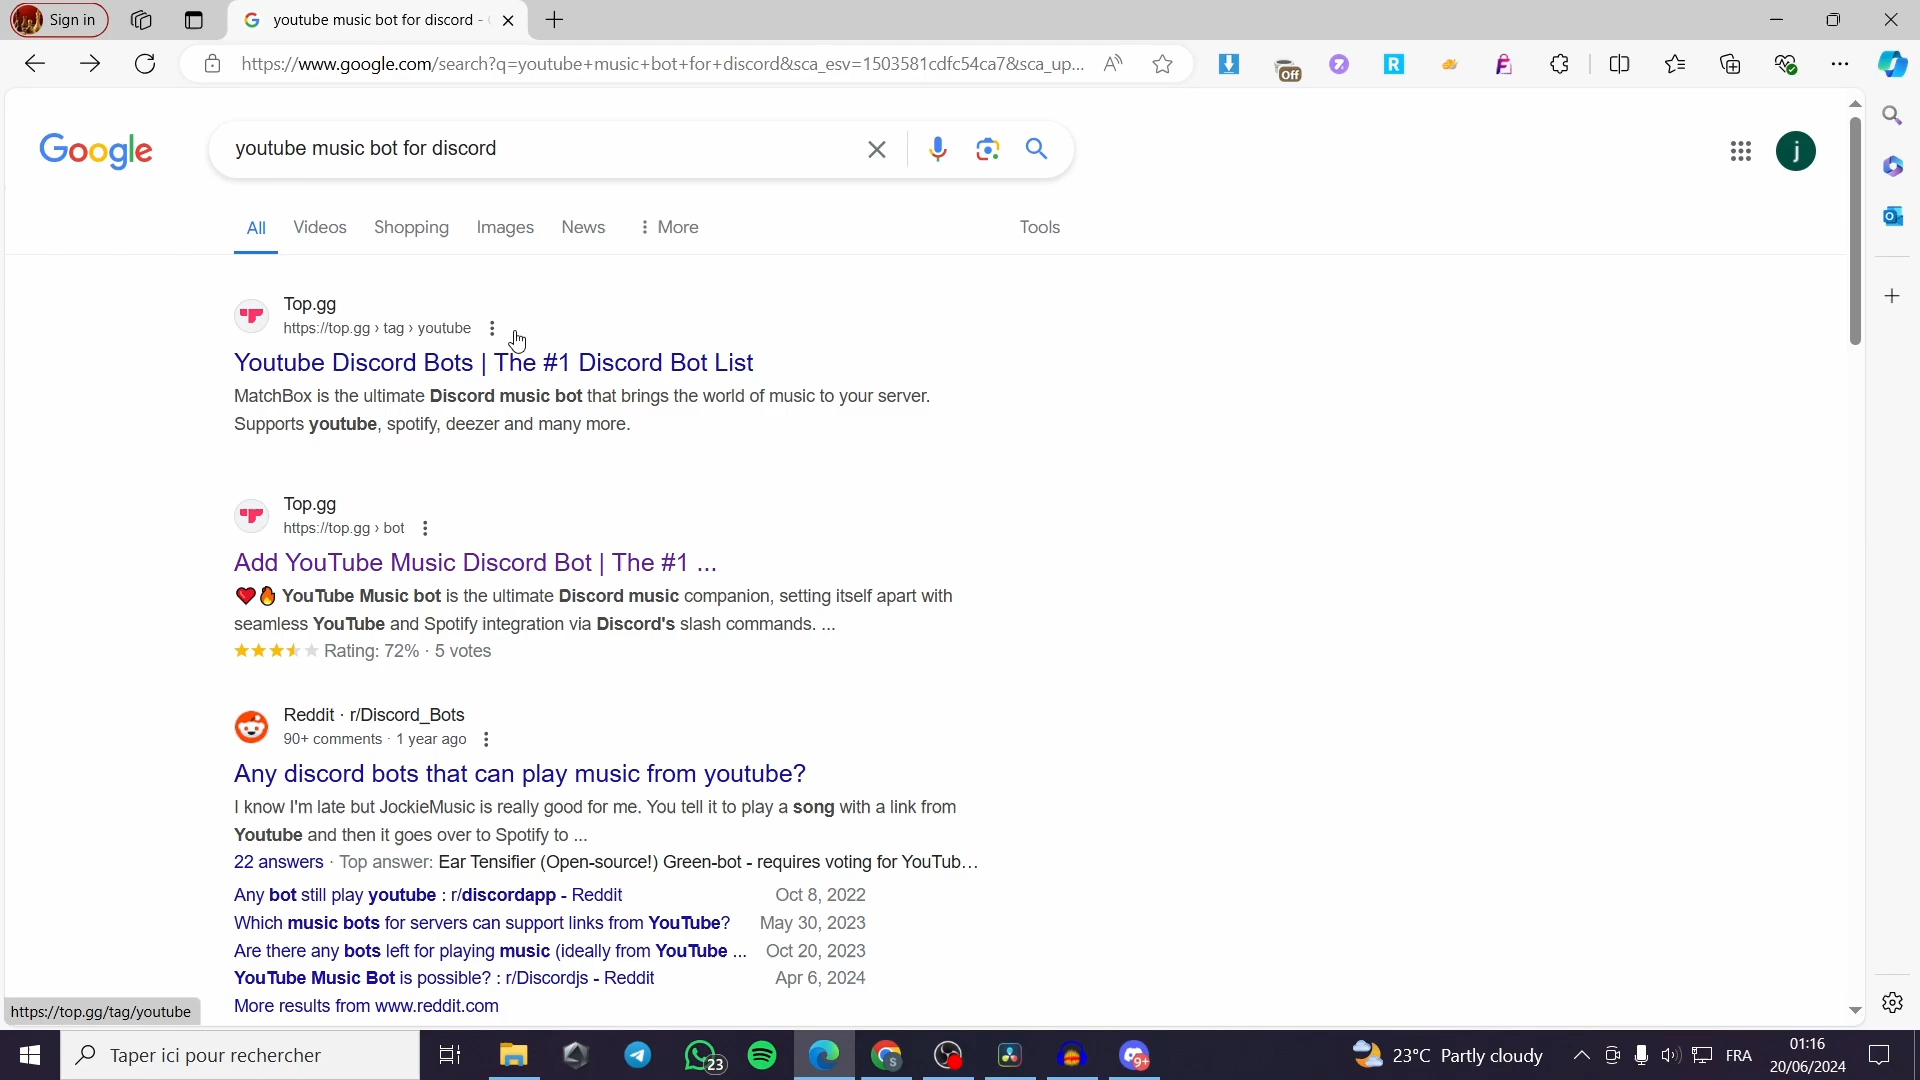 Sign in
youtube music bot for discord -
https://www.google.com/search?q=youtube+music+bot+for+discord&sca_esv=1503581cdfc54ca7&sca_up...
Off
R
Google
youtube music bot for discord
j
All
Videos
Shopping
Images
News
More
Tools
Top.gg
https://top.gg › tag › youtube
Youtube Discord Bots | The #1 Discord Bot List
MatchBox is the ultimate Discord music bot that brings the world of music to your server.
Supports youtube, spotify, deezer and many more.
Top.gg
https://top.gg › bot
Add YouTube Music Discord Bot | The #1 ...
❤️🔥 YouTube Music bot is the ultimate Discord music companion, setting itself apart with
seamless YouTube and Spotify integration via Discord's slash commands. ...
Rating: 72% · 5 votes
Reddit · r/Discord_Bots
90+ comments · 1 year ago
Any discord bots that can play music from youtube?
I know I'm late but JockieMusic is really good for me. You tell it to play a song with a link from
Youtube and then it goes over to Spotify to ...
22 answers · Top answer: Ear Tensifier (Open-source!) Green-bot - requires voting for YouTub...
Any bot still play youtube : r/discordapp - Reddit Oct 8, 2022
Which music bots for servers can support links from YouTube? May 30, 2023
Are there any bots left for playing music (ideally from YouTube ... Oct 20, 2023
YouTube Music Bot is possible? : r/Discordjs - Reddit Apr 6, 2024
More results from www.reddit.com
https://top.gg/tag/youtube
Taper ici pour rechercher
23
S
9+
23°C Partly cloudy
FRA
01:16
20/06/2024